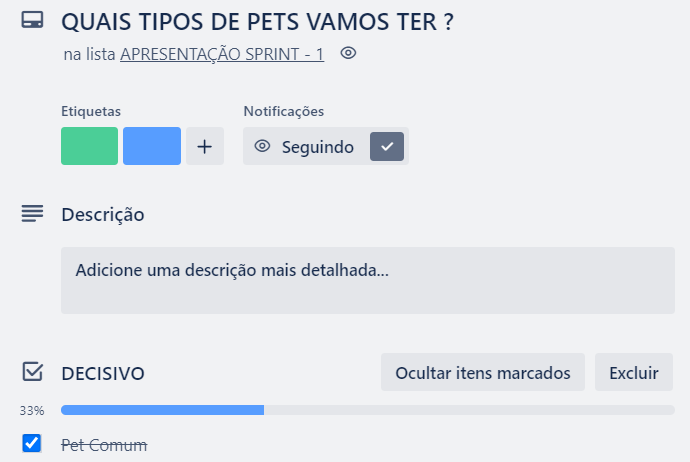 QUAIS TIPOS DE PETS VAMOS TER ?
na lista APRESENTAÇÃO SPRINT - 1
Etiquetas
Notificações
Seguindo
Descrição
Adicione uma descrição mais detalhada...
DECISIVO
Ocultar itens marcados
Excluir
33%
Pet Comum